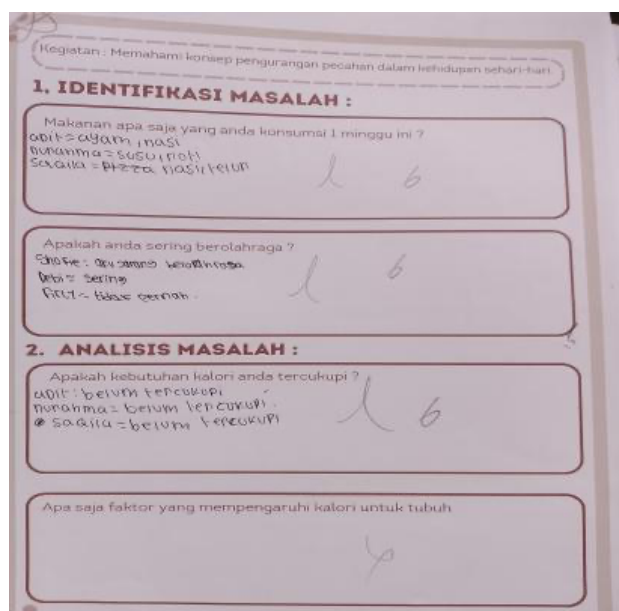 Kegiatan : Memahami konsep pengurangan pecahan dalam kehidupan sehari-hari
1. IDENTIFIKASI MASALAH :
Makanan apa saja yang anda konsumsi 1 minggu ini ?
apit = ayam, nasi
nurahma = susu, roti
nasi, telur
6
Apakah anda sering berolahraga ?
6
sering
tidak pernah.
2. ANALISIS MASALAH :
Apakah kebutuhan kalori anda tercukupi ?
apit : belum tercukupi
nurahma = belum tercukupi.
saqila = belum tercukupi
6
Apa saja faktor yang mempengaruhi kalori untuk tubuh